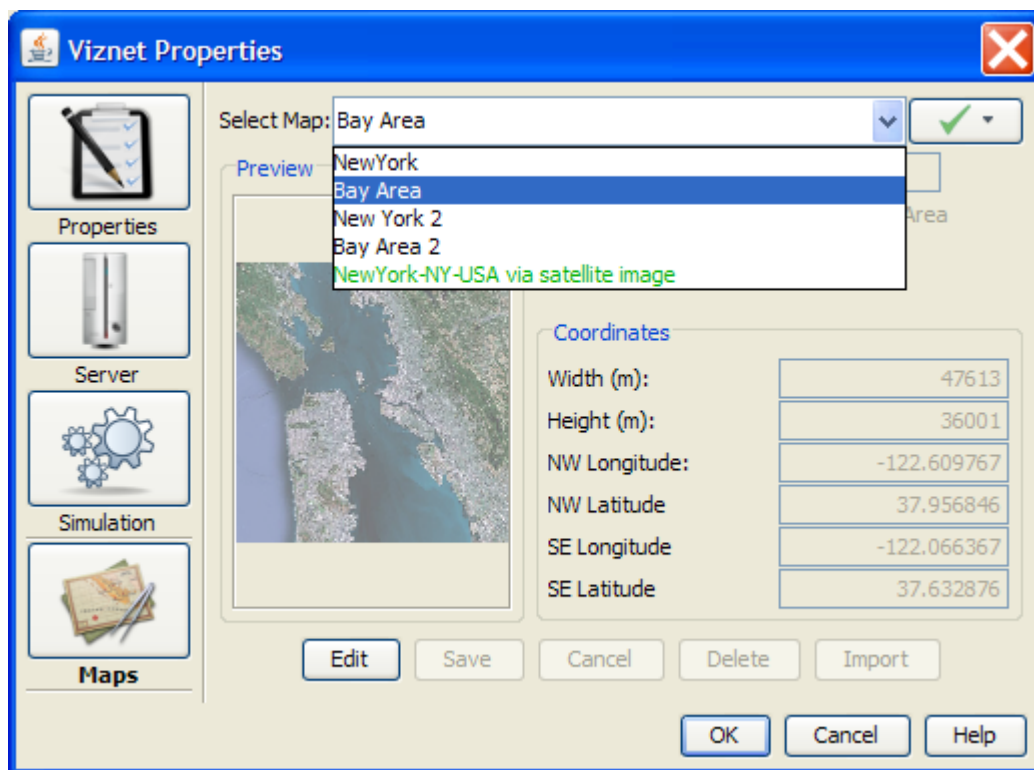 Viznet Properties
Select Map: Bay Area
NewYork
Bay Area
New York 2
Bay Area 2
NewYork-NY-USA via satellite image
Preview
Area
Properties
Server
Simulation
Maps
Coordinates
Width (m): 47613
Height (m): 36001
NW Longitude: -122.609767
NW Latitude 37.956846
SE Longitude -122.066367
SE Latitude 37.632876
Edit Save Cancel Delete Import
OK Cancel Help